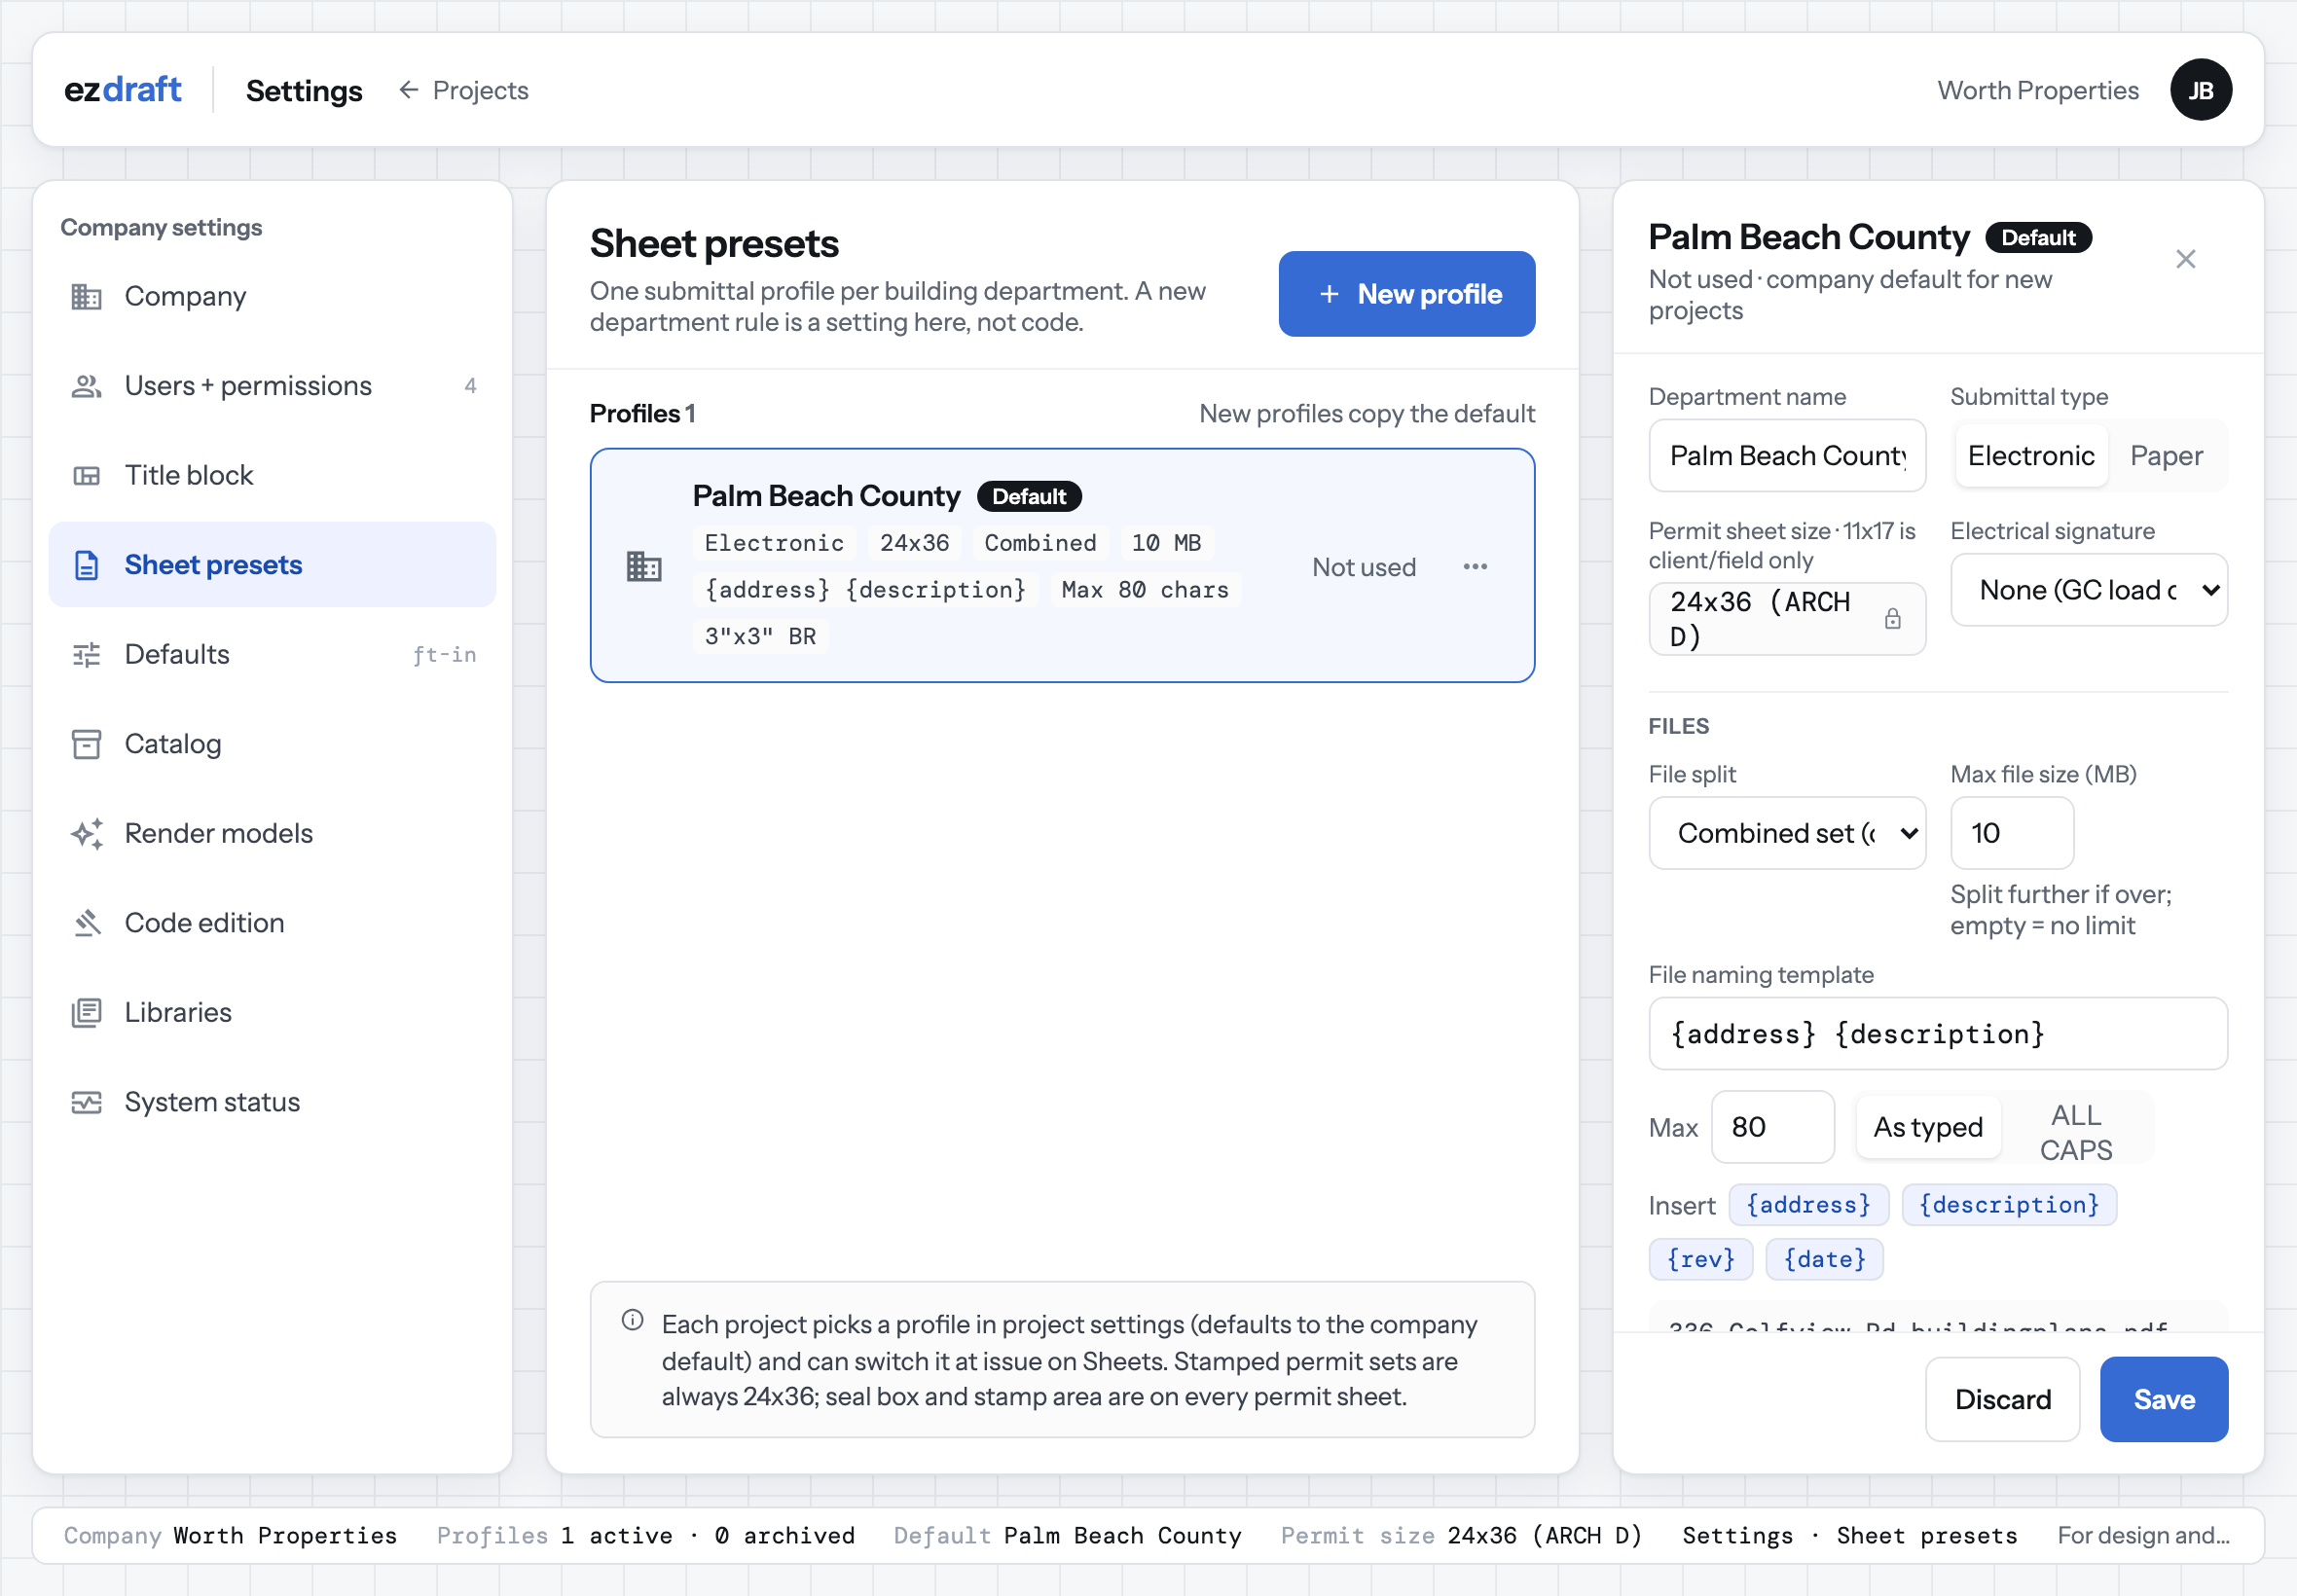 ezdraft
Settings
← Projects
Worth Properties
JB
Company settings
Company
Users + permissions 4
Title block
Sheet presets
Defaults ft-in
Catalog
Render models
Code edition
Libraries
System status
Sheet presets
One submittal profile per building department. A new
department rule is a setting here, not code.
+ New profile
Profiles 1
New profiles copy the default
Palm Beach County Default
Electronic 24x36 Combined 10 MB
{address} {description} Max 80 chars
3"x3" BR
Not used
Each project picks a profile in project settings (defaults to the company
default) and can switch it at issue on Sheets. Stamped permit sets are
always 24x36; seal box and stamp area are on every permit sheet.
Palm Beach County Default
Not used · company default for new
projects
Department name
Palm Beach County
Submittal type
Electronic Paper
Permit sheet size · 11x17 is
client/field only
24x36 (ARCH
D)
Electrical signature
None (GC load
FILES
File split
Combined set
Max file size (MB)
10
Split further if over;
empty = no limit
File naming template
{address} {description}
Max 80 As typed ALL
CAPS
Insert {address} {description}
{rev} {date}
336 Golfview Rd buildingplans.pdf
Discard
Save
Company Worth Properties Profiles 1 active · 0 archived Default Palm Beach County Permit size 24x36 (ARCH D) Settings · Sheet presets For design and...